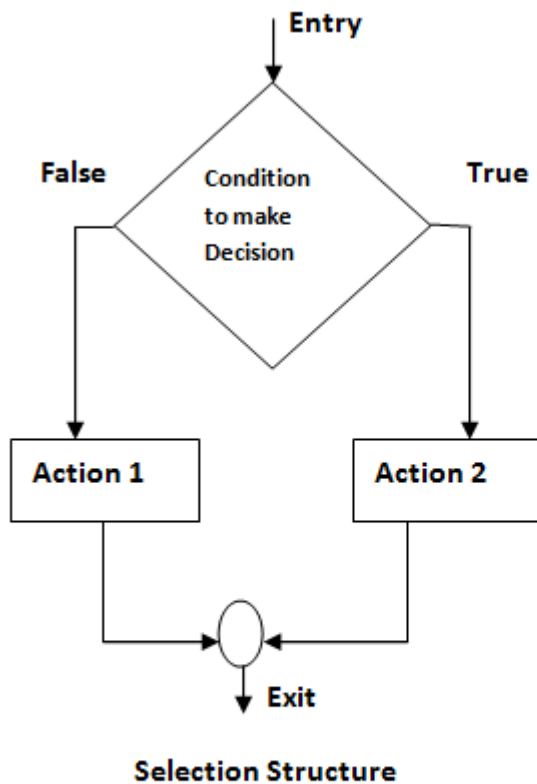 Entry
False
True
Condition
to make
Decision
Action 1
Action 2
Exit
Selection Structure